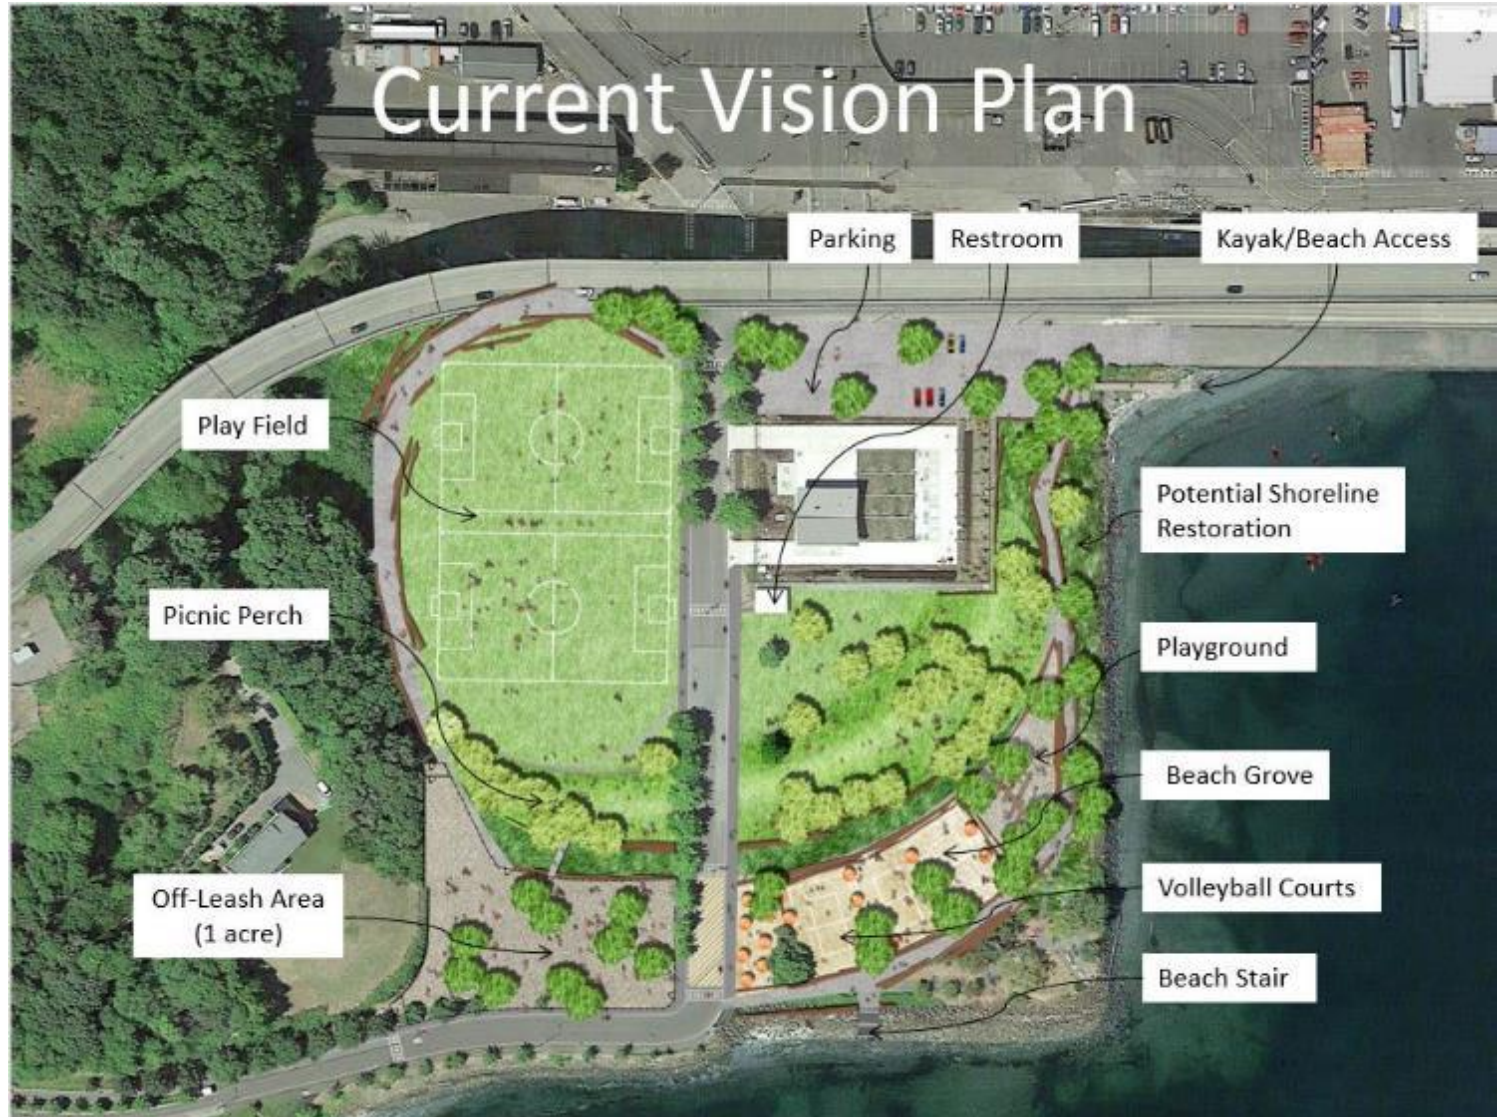 Current Vision Plan
Parking
Restroom
Kayak/Beach Access
Play Field
Potential Shoreline
Restoration
Picnic Perch
Playground
Beach Grove
Off-Leash Area
(1 acre)
Volleyball Courts
Beach Stair